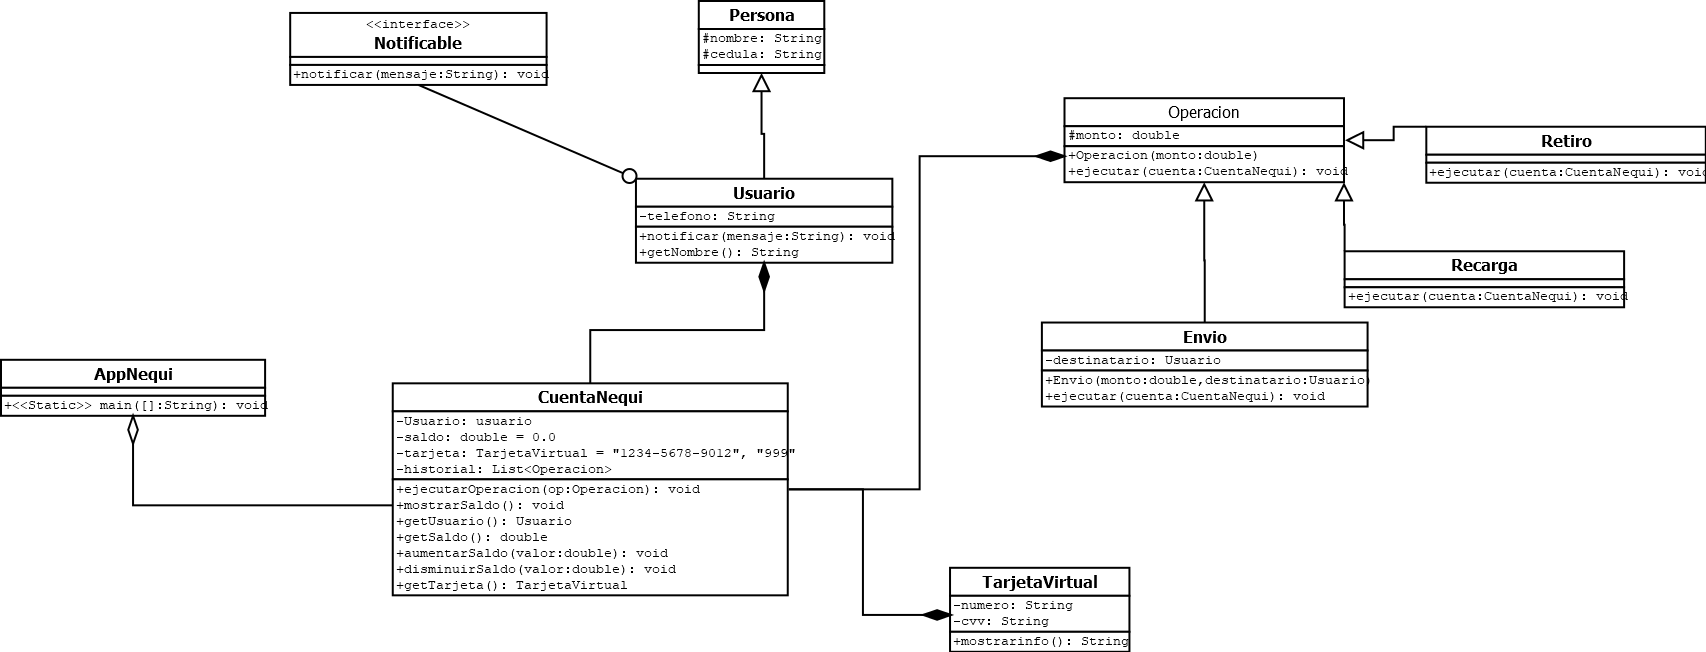 <<interface>>
Notificable
+notificar(mensaje:String): void
Persona
#nombre: String
#cedula: String
Operacion
#monto: double
+Operacion(monto:double)
+ejecutar(cuenta:CuentaNequi): void
Retiro
+ejecutar(cuenta:CuentaNequi): void
Usuario
-telefono: String
+notificar(mensaje:String): void
+getNombre(): String
Recarga
+ejecutar(cuenta:CuentaNequi): void
Envio
-destinatario: Usuario
+Envio(monto:double,destinatario:Usuario)
+ejecutar(cuenta:CuentaNequi): void
AppNequi
+<<Static>> main([]:String): void
CuentaNequi
-Usuario: usuario
-saldo: double = 0.0
-tarjeta: TarjetaVirtual = "1234-5678-9012", "999"
-historial: List<Operacion>
+ejecutarOperacion(op:Operacion): void
+mostrarSaldo(): void
+getUsuario(): Usuario
+getSaldo(): double
+aumentarSaldo(valor:double): void
+disminuirSaldo(valor:double): void
+getTarjeta(): TarjetaVirtual
TarjetaVirtual
-numero: String
-cvv: String
+mostrarinfo(): String